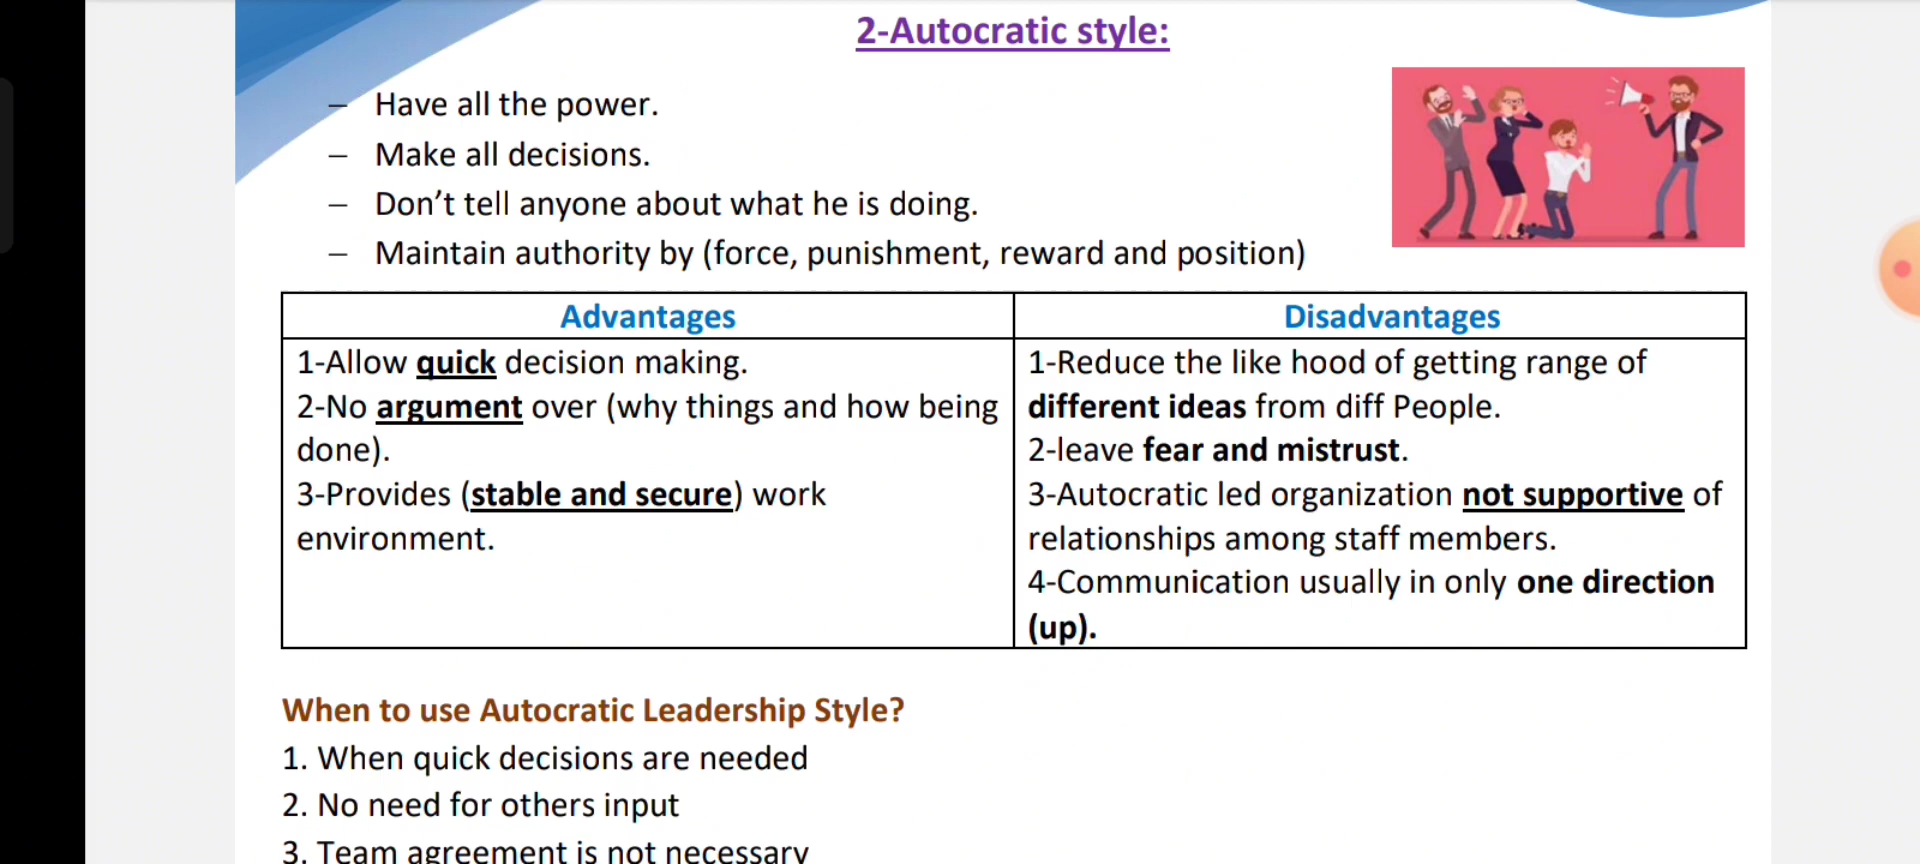 2-Autocratic style:
– Have all the power.
– Make all decisions.
– Don’t tell anyone about what he is doing.
– Maintain authority by (force, punishment, reward and position)
Advantages
1-Allow quick decision making.
2-No argument over (why things and how being
done).
3-Provides (stable and secure) work
environment.
Disadvantages
1-Reduce the like hood of getting range of
different ideas from diff People.
2-leave fear and mistrust.
3-Autocratic led organization not supportive of
relationships among staff members.
4-Communication usually in only one direction
(up).
When to use Autocratic Leadership Style?
1. When quick decisions are needed
2. No need for others input
3. Team agreement is not necessary